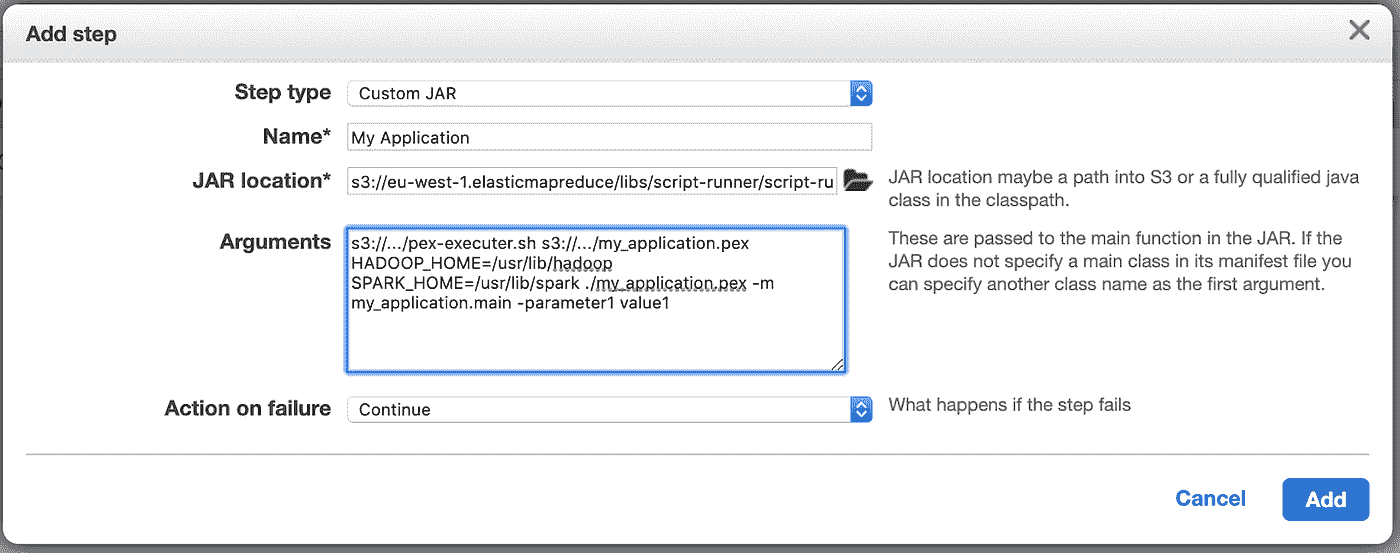 Add step
Step type
Custom JAR
Name*
My Application
JAR location*
s3://eu-west-1.elasticmapreduce/libs/script-runner/script-ru
JAR location maybe a path into S3 or a fully qualified java
class in the classpath.
Arguments
s3://.../pex-executer.sh s3://.../my_application.pex
HADOOP_HOME=/usr/lib/hadoop
SPARK_HOME=/usr/lib/spark ./my_application.pex -m
my_application.main -parameter1 value1
These are passed to the main function in the JAR. If the
JAR does not specify a main class in its manifest file you
can specify another class name as the first argument.
Action on failure
Continue
What happens if the step fails
Cancel
Add